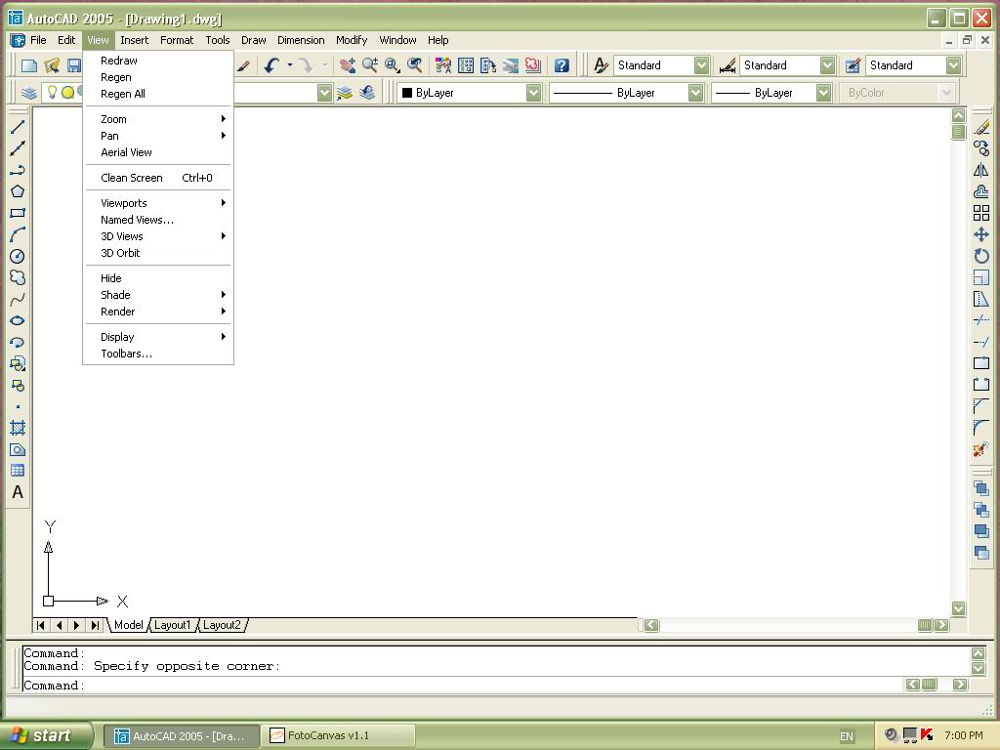 AutoCAD 2005 - [Drawing1.dwg]
File Edit View Insert Format Tools Draw Dimension Modify Window Help
Standard Standard Standard
ByLayer ByLayer ByLayer ByColor
Redraw
Regen
Regen All
Zoom
Pan
Aerial View
Clean Screen Ctrl+0
Viewports
Named Views...
3D Views
3D Orbit
Hide
Shade
Render
Display
Toolbars...
A
Y
X
Model Layout1 Layout2
Command:
Command: Specify opposite corner:
Command:
start AutoCAD 2005 - [Dra... FotoCanvas v1.1 EN 7:00 PM